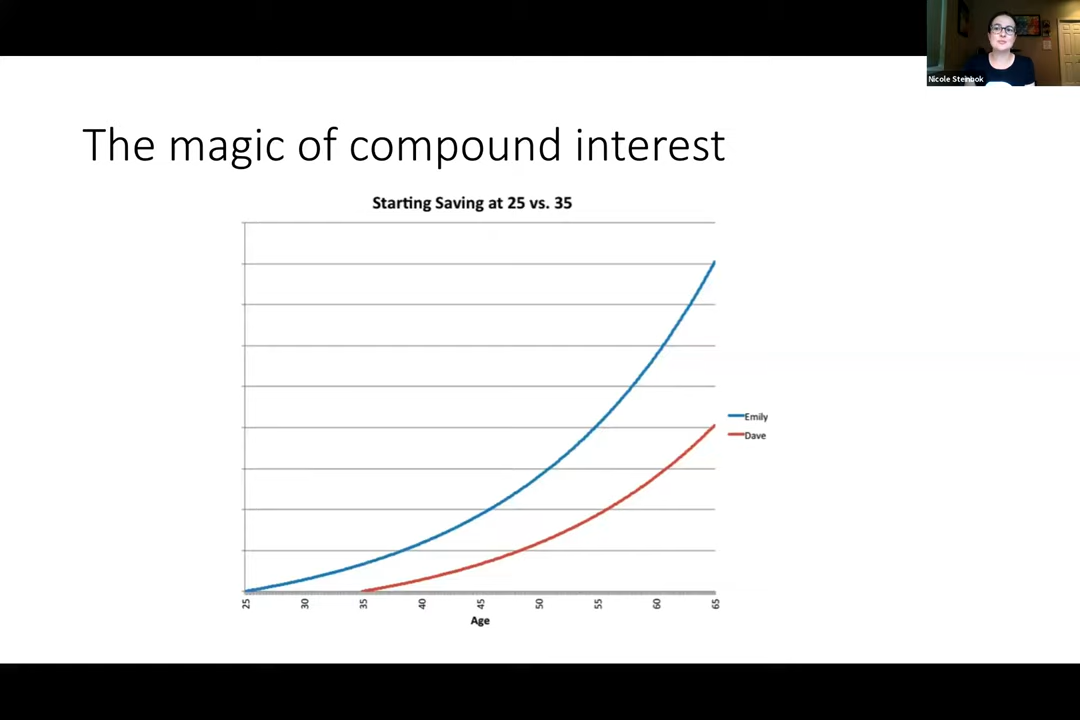 Nicole Steinbok
The magic of compound interest
Starting Saving at 25 vs. 35
Emily
Dave
25 30 35 40 45 50 55 60 65
Age